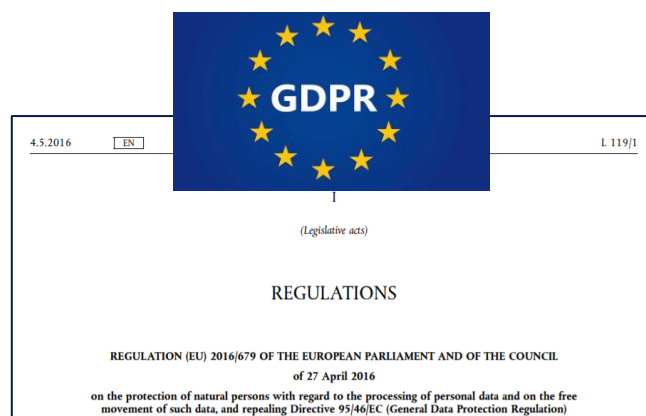 GDPR
4.5.2016 EN L 119/1
I
(Legislative acts)
REGULATIONS
REGULATION (EU) 2016/679 OF THE EUROPEAN PARLIAMENT AND OF THE COUNCIL
of 27 April 2016
on the protection of natural persons with regard to the processing of personal data and on the free
movement of such data, and repealing Directive 95/46/EC (General Data Protection Regulation)